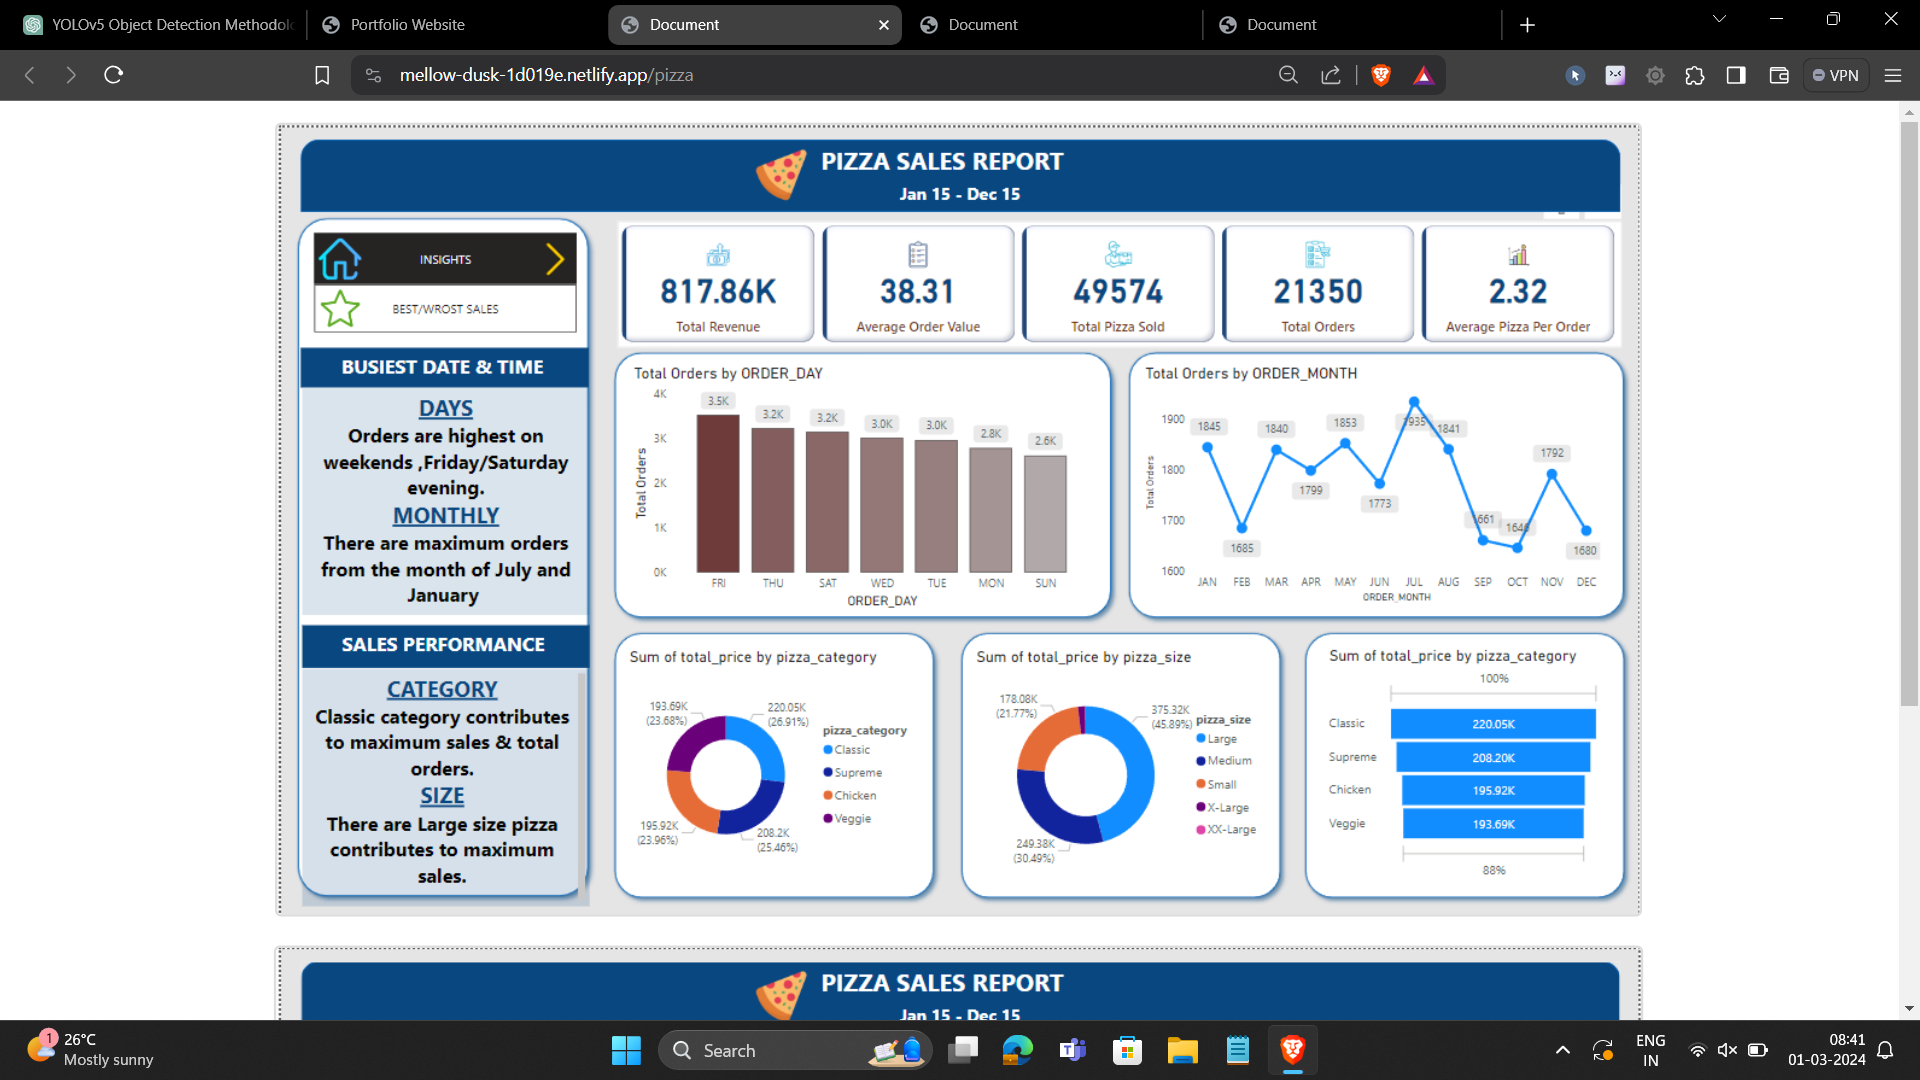 YOLOv5 Object Detection Methodolo
Portfolio Website
Document
Document
Document
mellow-dusk-1d019e.netlify.app/pizza
VPN
PIZZA SALES REPORT
Jan 15 - Dec 15
INSIGHTS
BEST/WROST SALES
BUSIEST DATE & TIME
DAYS
Orders are highest on
weekends ,Friday/Saturday
evening.
MONTHLY
There are maximum orders
from the month of July and
January
SALES PERFORMANCE
CATEGORY
Classic category contributes
to maximum sales & total
orders.
SIZE
There are Large size pizza
contributes to maximum
sales.
817.86K
Total Revenue
38.31
Average Order Value
49574
Total Pizza Sold
21350
Total Orders
2.32
Average Pizza Per Order
Total Orders by ORDER_DAY
Total Orders
4K
3K
2K
1K
0K
3.5K
3.2K
3.2K
3.0K
3.0K
2.8K
2.6K
FRI THU SAT WED TUE MON SUN
ORDER_DAY
Total Orders by ORDER_MONTH
Total Orders
1900
1800
1700
1600
1845
1685
1840
1799
1853
1773
1935
1841
1661
1646
1792
1680
JAN FEB MAR APR MAY JUN JUL AUG SEP OCT NOV DEC
ORDER_MONTH
Sum of total_price by pizza_category
193.69K
(23.68%)
220.05K
(26.91%)
195.92K
(23.96%)
208.2K
(25.46%)
pizza_category
Classic
Supreme
Chicken
Veggie
Sum of total_price by pizza_size
178.08K
(21.77%)
375.32K
(45.89%)
249.38K
(30.49%)
pizza_size
Large
Medium
Small
X-Large
XX-Large
Sum of total_price by pizza_category
100%
Classic 220.05K
Supreme 208.20K
Chicken 195.92K
Veggie 193.69K
88%
PIZZA SALES REPORT
Jan 15 - Dec 15
1
26°C
Mostly sunny
Search
ENG
IN
08:41
01-03-2024